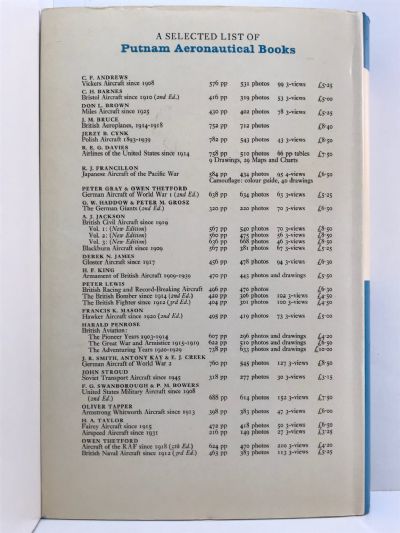 A SELECTED LIST OF
Putnam Aeronautical Books
C. F. ANDREWS
Vickers Aircraft since 1908 576 pp 531 photos 99 3-views £5·25
C. H. BARNES
Bristol Aircraft since 1910 (2nd Ed.) 416 pp 319 photos 53 3-views £5·00
DON L. BROWN
Miles Aircraft since 1925 430 pp 402 photos 78 3-views £5·25
J. M. BRUCE
British Aeroplanes, 1914-1918 752 pp 712 photos £8·40
JERZY B. CYNK
Polish Aircraft 1893-1939 782 pp 543 photos 43 3-views £8·50
R. E. G. DAVIES
Airlines of the United States since 1914 758 pp 510 photos 66 pp tables £7·50
9 Drawings, 29 Maps and Charts
R. J. FRANCILLON
Japanese Aircraft of the Pacific War 584 pp 434 photos 95 4-views £6·50
Camouflage: colour guide, 40 drawings
PETER GRAY & OWEN THETFORD
German Aircraft of World War 1 (2nd Ed.) 638 pp 634 photos 63 3-views £5·25
G. W. HADDOW & PETER M. GROSZ
The German Giants (2nd Ed.) 320 pp 220 photos 70 3-views £6·50
A. J. JACKSON
British Civil Aircraft since 1919
Vol. 1: (New Edition) 567 pp 540 photos 70 3-views £8·50
Vol. 2: (New Edition) 560 pp 475 photos 56 3-views £8·50
Vol. 3: (New Edition) 636 pp 668 photos 46 3-views £8·50
Blackburn Aircraft since 1909 567 pp 381 photos 67 3-views £5·25
DEREK N. JAMES
Gloster Aircraft since 1917 456 pp 478 photos 94 3-views £6·30
H. F. KING
Armament of British Aircraft 1909-1939 470 pp 445 photos and drawings £5·50
PETER LEWIS
British Racing and Record-Breaking Aircraft 496 pp 470 photos £6·30
The British Bomber since 1914 (2nd Ed.) 420 pp 306 photos 102 3-views £4·50
The British Fighter since 1912 (3rd Ed.) 404 pp 301 photos 100 3-views £4·50
FRANCIS K. MASON
Hawker Aircraft since 1920 (2nd Ed.) 495 pp 419 photos 73 3-views £5·00
HARALD PENROSE
British Aviation:
The Pioneer Years 1903-1914 607 pp 296 photos and drawings £4·20
The Great War and Armistice 1915-1919 622 pp 510 photos and drawings £6·50
The Adventuring Years 1920-1929 738 pp 633 photos and drawings £10·00
J. R. SMITH, ANTONY KAY & E. J. CREEK
German Aircraft of World War 2 760 pp 545 photos 127 3-views £8·50
JOHN STROUD
Soviet Transport Aircraft since 1945 318 pp 277 photos 30 3-views £3·15
F. G. SWANBOROUGH & P. M. BOWERS
United States Military Aircraft since 1908
(2nd Ed.) 688 pp 614 photos 152 3-views £7·50
OLIVER TAPPER
Armstrong Whitworth Aircraft since 1913 398 pp 383 photos 47 3-views £6·00
H. A. TAYLOR
Fairey Aircraft since 1915 472 pp 418 photos 50 3-views £6·50
Airspeed Aircraft since 1931 216 pp 149 photos 27 3-views £3·25
OWEN THETFORD
Aircraft of the RAF since 1918 (5th Ed.) 624 pp 470 photos 210 3-views £4·20
British Naval Aircraft since 1912 (3rd Ed.) 463 pp 383 photos 113 3-views £5·25